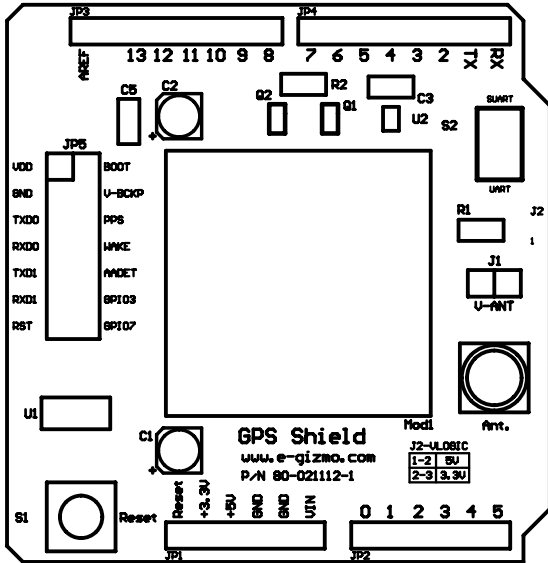 JP3
JP4
AREF
13 12 11 10 9 8
7 6 5 4 3 2 TX RX
C5
C2
R2
C3
Q2
Q1
U2
S2
SUART
UART
JP5
VDD
BOOT
GND
V-BCKP
TXD0
PPS
RXD0
WAKE
TXD1
AADET
RXD1
GPIO3
RST
GPIO7
R1
J2
1
J1
V-ANT
U1
Mod1
Ant.
C1
GPS Shield
www.e-gizmo.com
P/N 80-021112-1
J2-VLOGIC
1-2 5V
2-3 3.3V
S1
Reset
Reset +3.3V +5V GND GND VIN
0 1 2 3 4 5
JP1
JP2